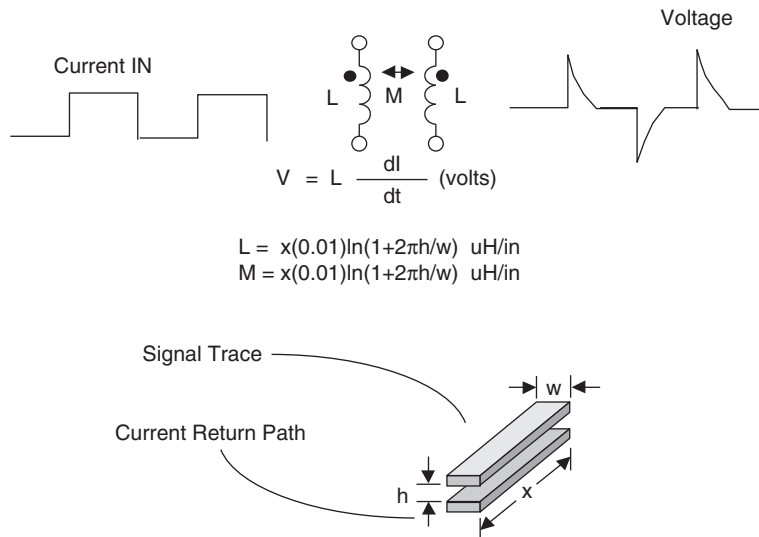 Voltage
Current IN
L
M
L
V = L dI/dt (volts)
L = x(0.01)ln(1+2πh/w) uH/in
M = x(0.01)ln(1+2πh/w) uH/in
Signal Trace
w
Current Return Path
h
x